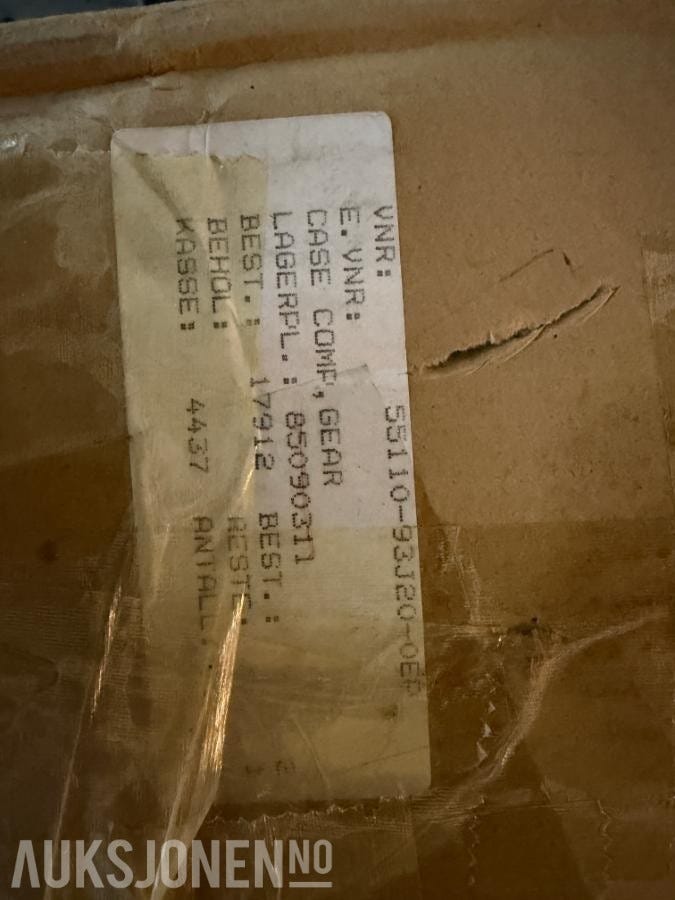 VNR: 55110-93J20-0EP
E.VNR:
CASE COMP,GEAR
LAGERPL.: 8509031
BEST.: 17912 BEST.:
BEHOL: RESTE:
KASSE: 4437 ANTALL:
AUKSJONEN NO